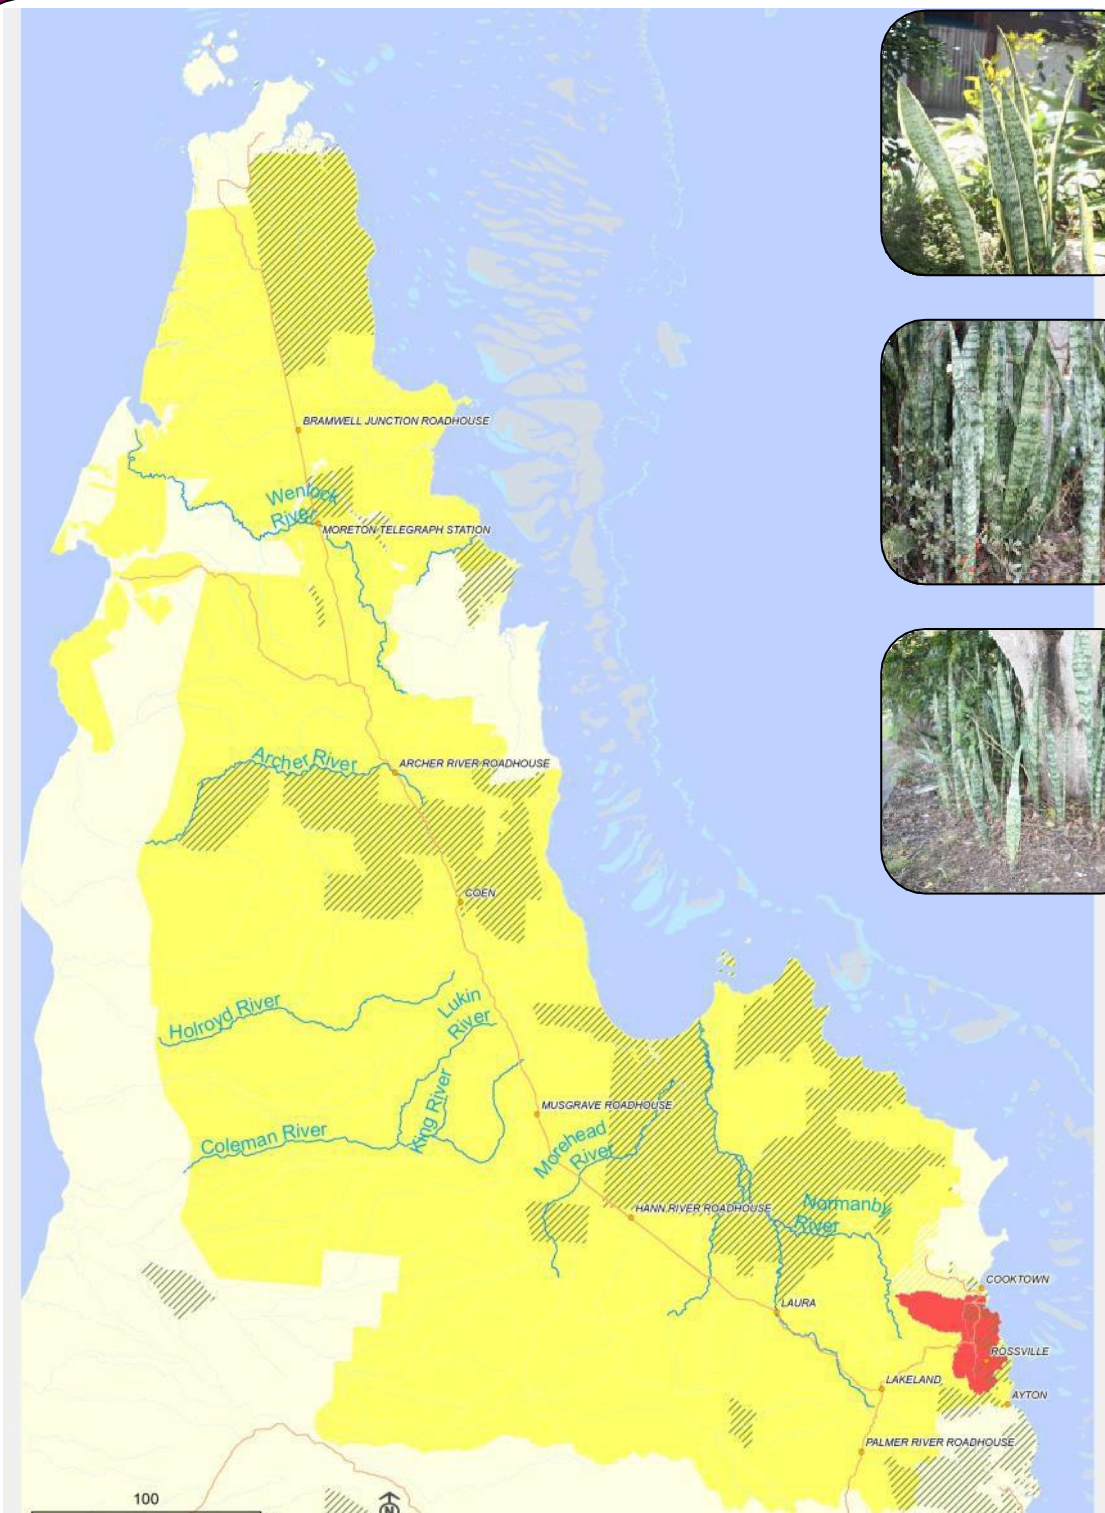 BRAMWELL JUNCTION ROADHOUSE
Wenlock
River
MORETON TELEGRAPH STATION
Archer River
ARCHER RIVER ROADHOUSE
COEN
Lukin
River
Holroyd River
King River
MUSGRAVE ROADHOUSE
Coleman River
Morehead
River
HANN RIVER ROADHOUSE
Normanby
River
COOKTOWN
LAURA
ROSSVILLE
LAKELAND
AYTON
PALMER RIVER ROADHOUSE
100
N